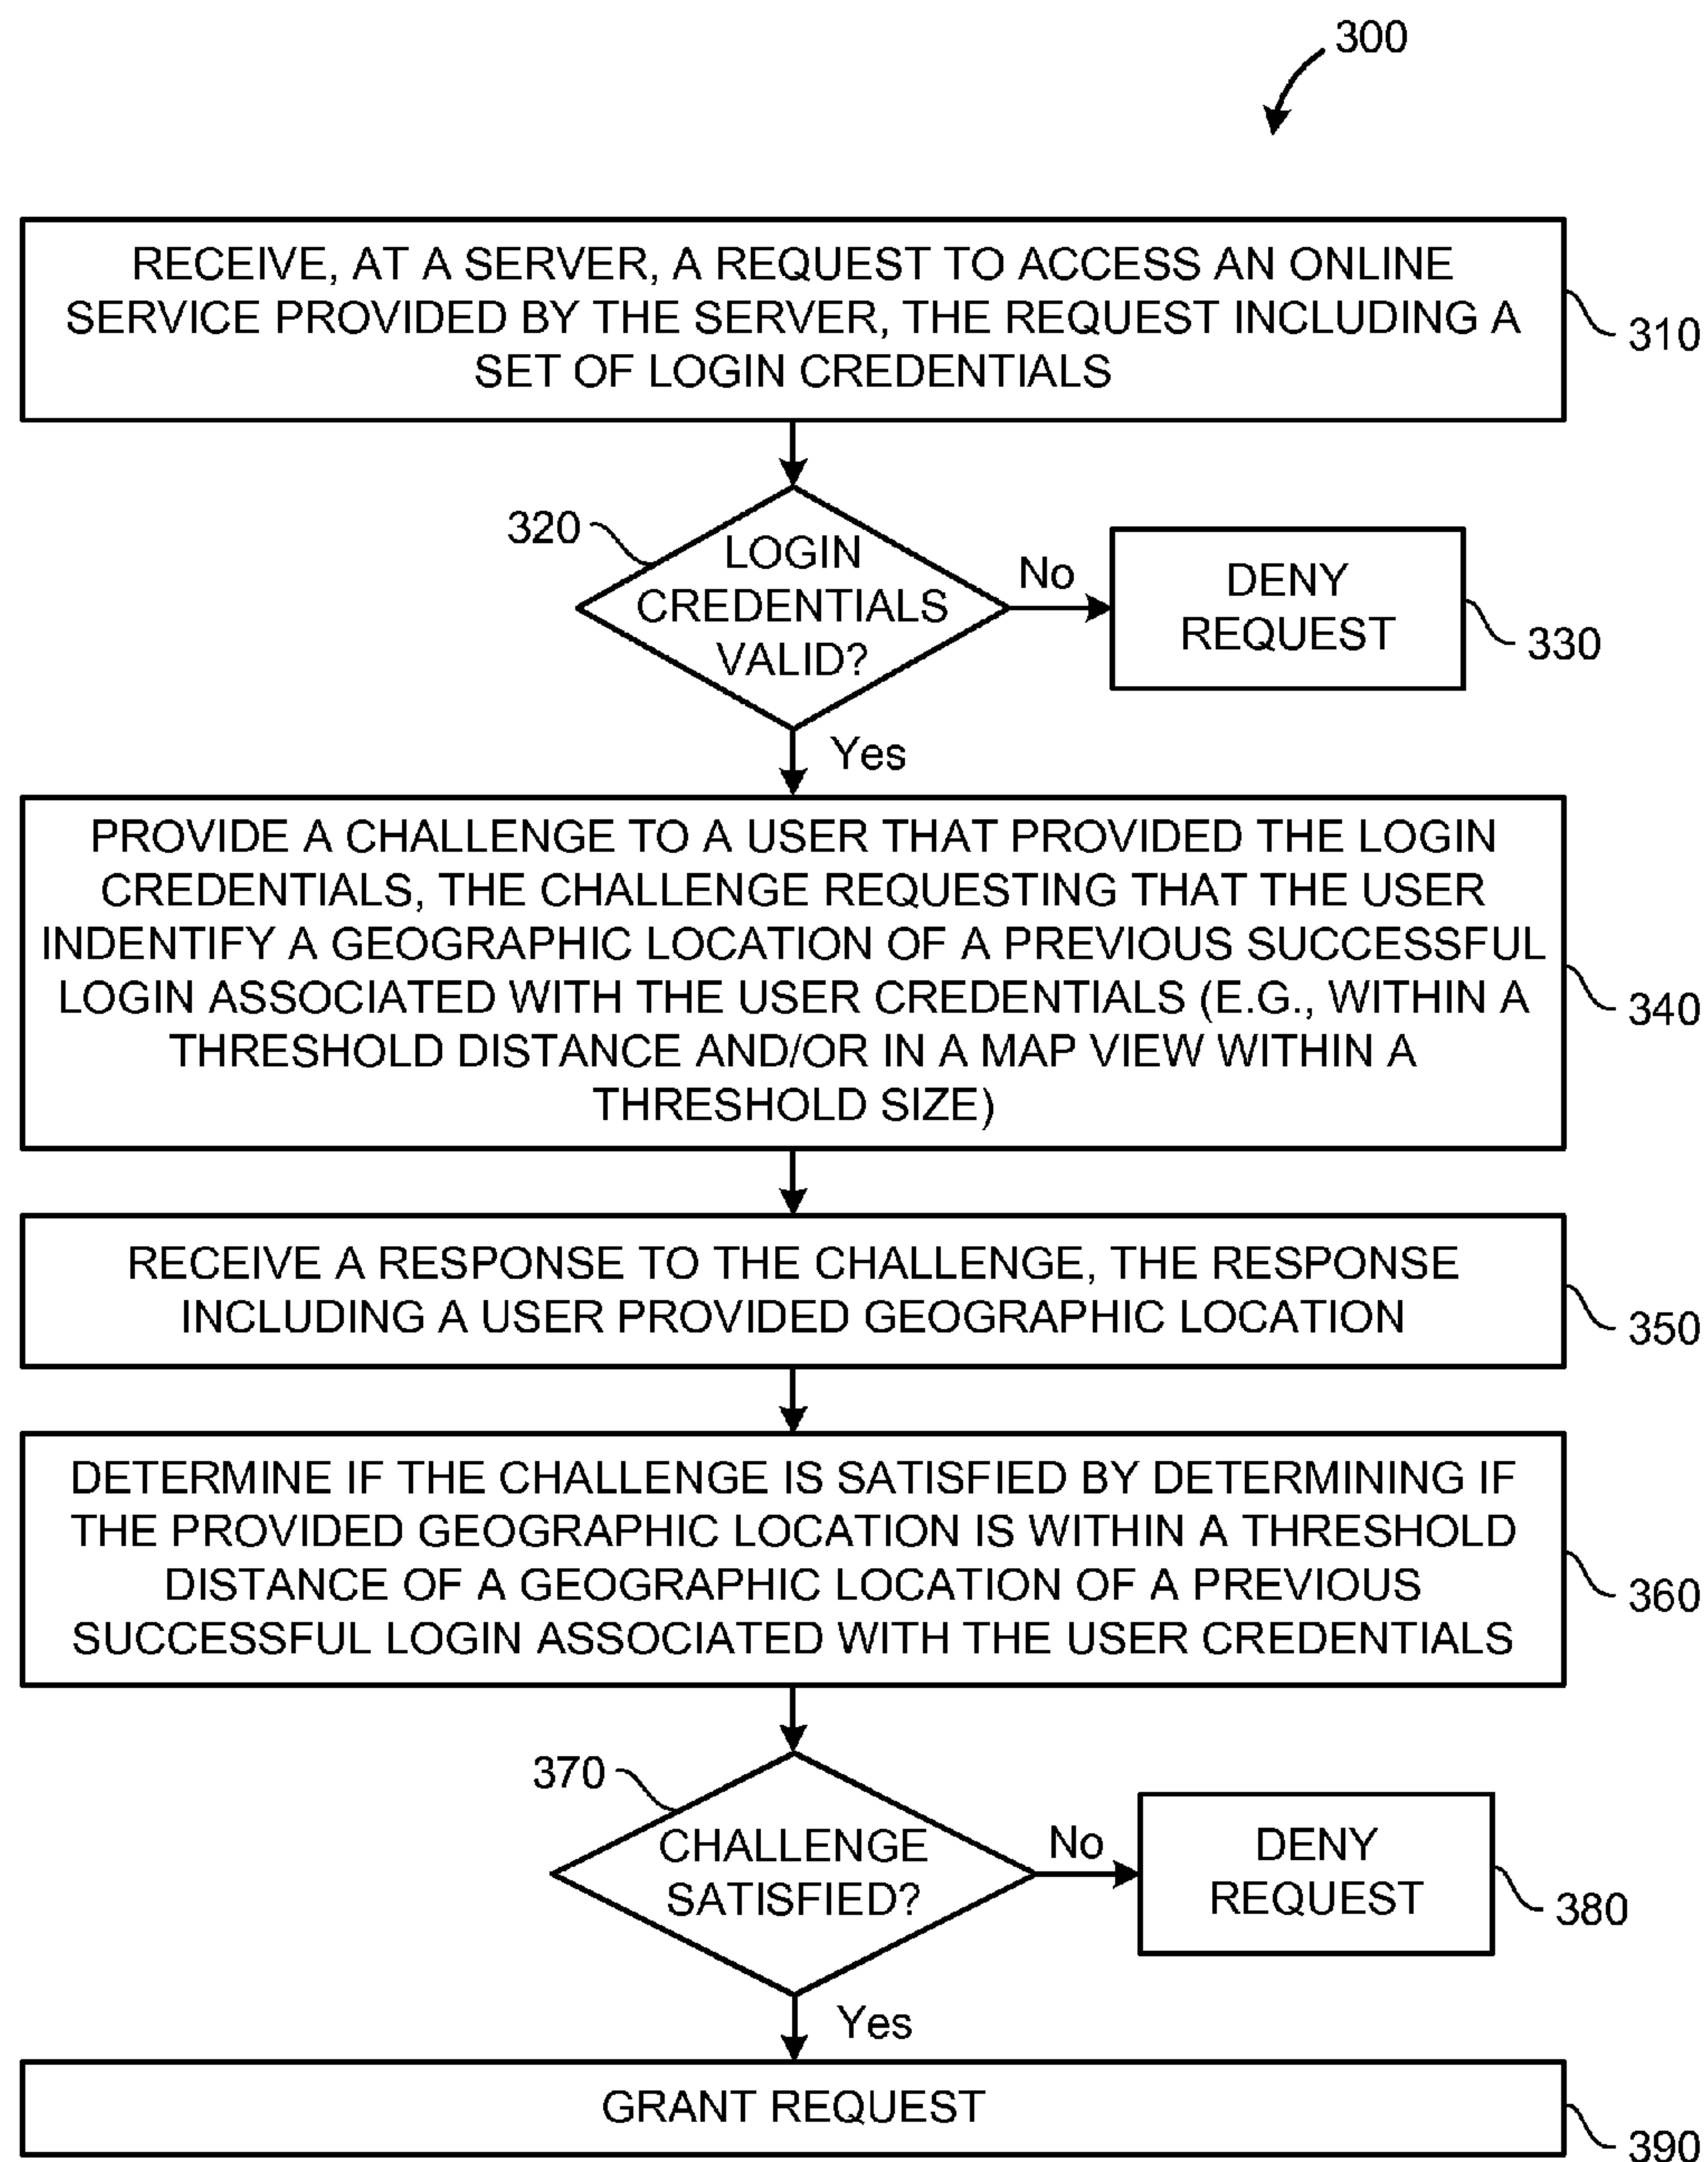 300
RECEIVE, AT A SERVER, A REQUEST TO ACCESS AN ONLINE
SERVICE PROVIDED BY THE SERVER, THE REQUEST INCLUDING A
SET OF LOGIN CREDENTIALS
310
320
LOGIN
CREDENTIALS
VALID?
No
DENY
REQUEST
330
Yes
PROVIDE A CHALLENGE TO A USER THAT PROVIDED THE LOGIN
CREDENTIALS, THE CHALLENGE REQUESTING THAT THE USER
INDENTIFY A GEOGRAPHIC LOCATION OF A PREVIOUS SUCCESSFUL
LOGIN ASSOCIATED WITH THE USER CREDENTIALS (E.G., WITHIN A
THRESHOLD DISTANCE AND/OR IN A MAP VIEW WITHIN A
THRESHOLD SIZE)
340
RECEIVE A RESPONSE TO THE CHALLENGE, THE RESPONSE
INCLUDING A USER PROVIDED GEOGRAPHIC LOCATION
350
DETERMINE IF THE CHALLENGE IS SATISFIED BY DETERMINING IF
THE PROVIDED GEOGRAPHIC LOCATION IS WITHIN A THRESHOLD
DISTANCE OF A GEOGRAPHIC LOCATION OF A PREVIOUS
SUCCESSFUL LOGIN ASSOCIATED WITH THE USER CREDENTIALS
360
370
CHALLENGE
SATISFIED?
No
DENY
REQUEST
380
Yes
GRANT REQUEST
390